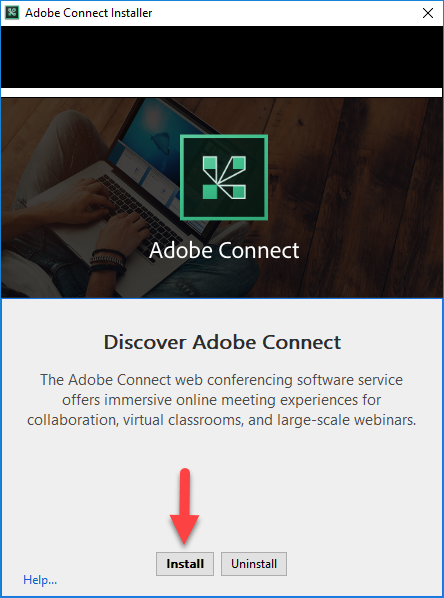 Adobe Connect Installer
Adobe Connect
Discover Adobe Connect
The Adobe Connect web conferencing software service
offers immersive online meeting experiences for
collaboration, virtual classrooms, and large-scale webinars.
Install
Uninstall
Help...